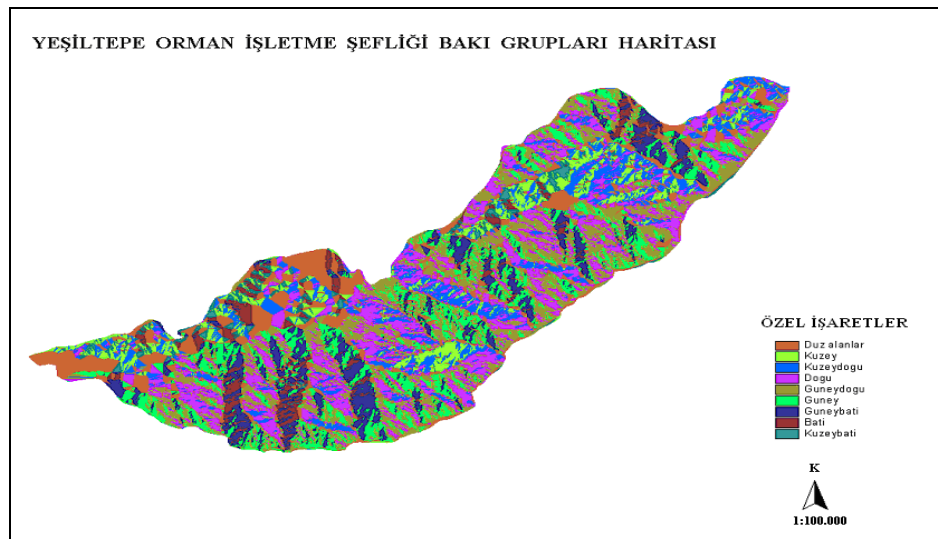 YEŞİLTEPE ORMAN İŞLETME ŞEFLİĞİ BAKI GRUPLARI HARİTASI
ÖZEL İŞARETLER
Duz alanlar
Kuzey
Kuzeydogu
Dogu
Guneydogu
Guney
Guneybati
Bati
Kuzeybati
K
1:100.000